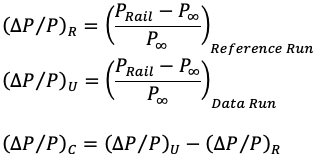 (ΔP/P)_R = ((P_Rail − P_∞)/P_∞)_Reference Run
(ΔP/P)_U = ((P_Rail − P_∞)/P_∞)_Data Run
(ΔP/P)_C = (ΔP/P)_U − (ΔP/P)_R